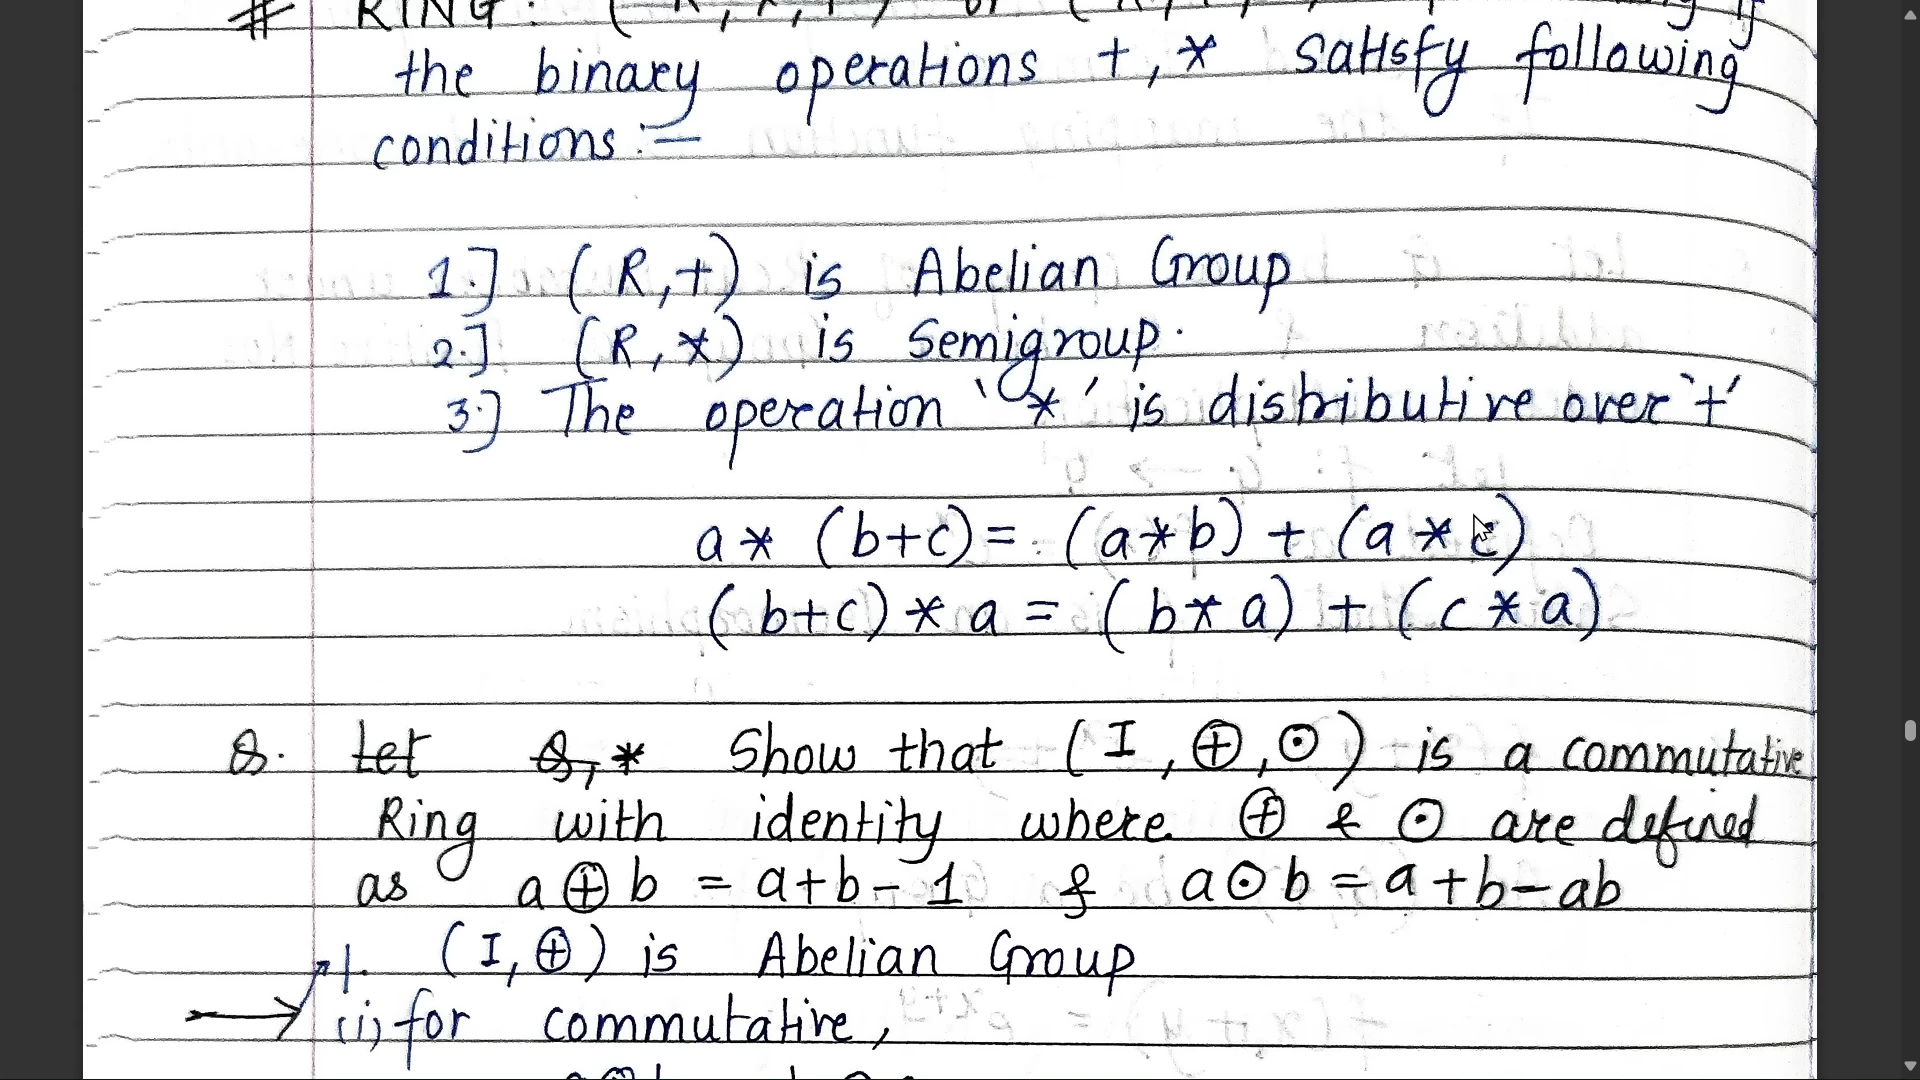 # RING:
the binary operations +, * satisfy following
conditions :-
1.] (R,+) is Abelian Group
2.] (R,*) is Semigroup.
3.] The operation '*' is distributive over '+'
a* (b+c) = (a*b) + (a*c)
(b+c) * a = (b*a) + (c*a)
Q. Let Q,* Show that (I,⊕,⊙) is a commutative
Ring with identity where ⊕ & ⊙ are defined
as a⊕b = a+b-1 & a⊙b = a+b-ab
1. (I,⊕) is Abelian Group
→ (i) for commutative,